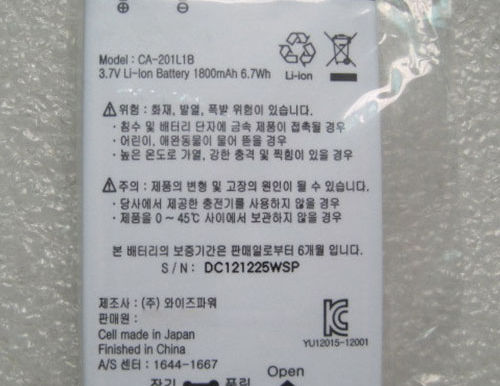 Model: CA-201L1B
3.7V Li-Ion Battery 1800mAh 6.7Wh
Li-ion
위험 : 화재, 발열, 폭발 위험이 있습니다.
· 침수 및 배터리 단자에 금속 제품이 접촉될 경우
· 어린이, 애완동물이 물어 뜯을 경우
· 높은 온도로 가열, 강한 충격 및 찍힘이 있을 경우
주의 : 제품의 변형 및 고장의 원인이 될 수 있습니다.
· 당사에서 제공한 충전기를 사용하지 않을 경우
· 제품을 0 ~ 45℃ 사이에서 보관하지 않을 경우
본 배터리의 보증기간은 판매일로부터 6개월 입니다.
S / N : DC121225WSP
제조사 : (주) 와이즈파워
판매원 :
Cell made in Japan
Finished in China
A/S 센터 : 1644-1667
YU12015-12001
Open
잠김
풀림